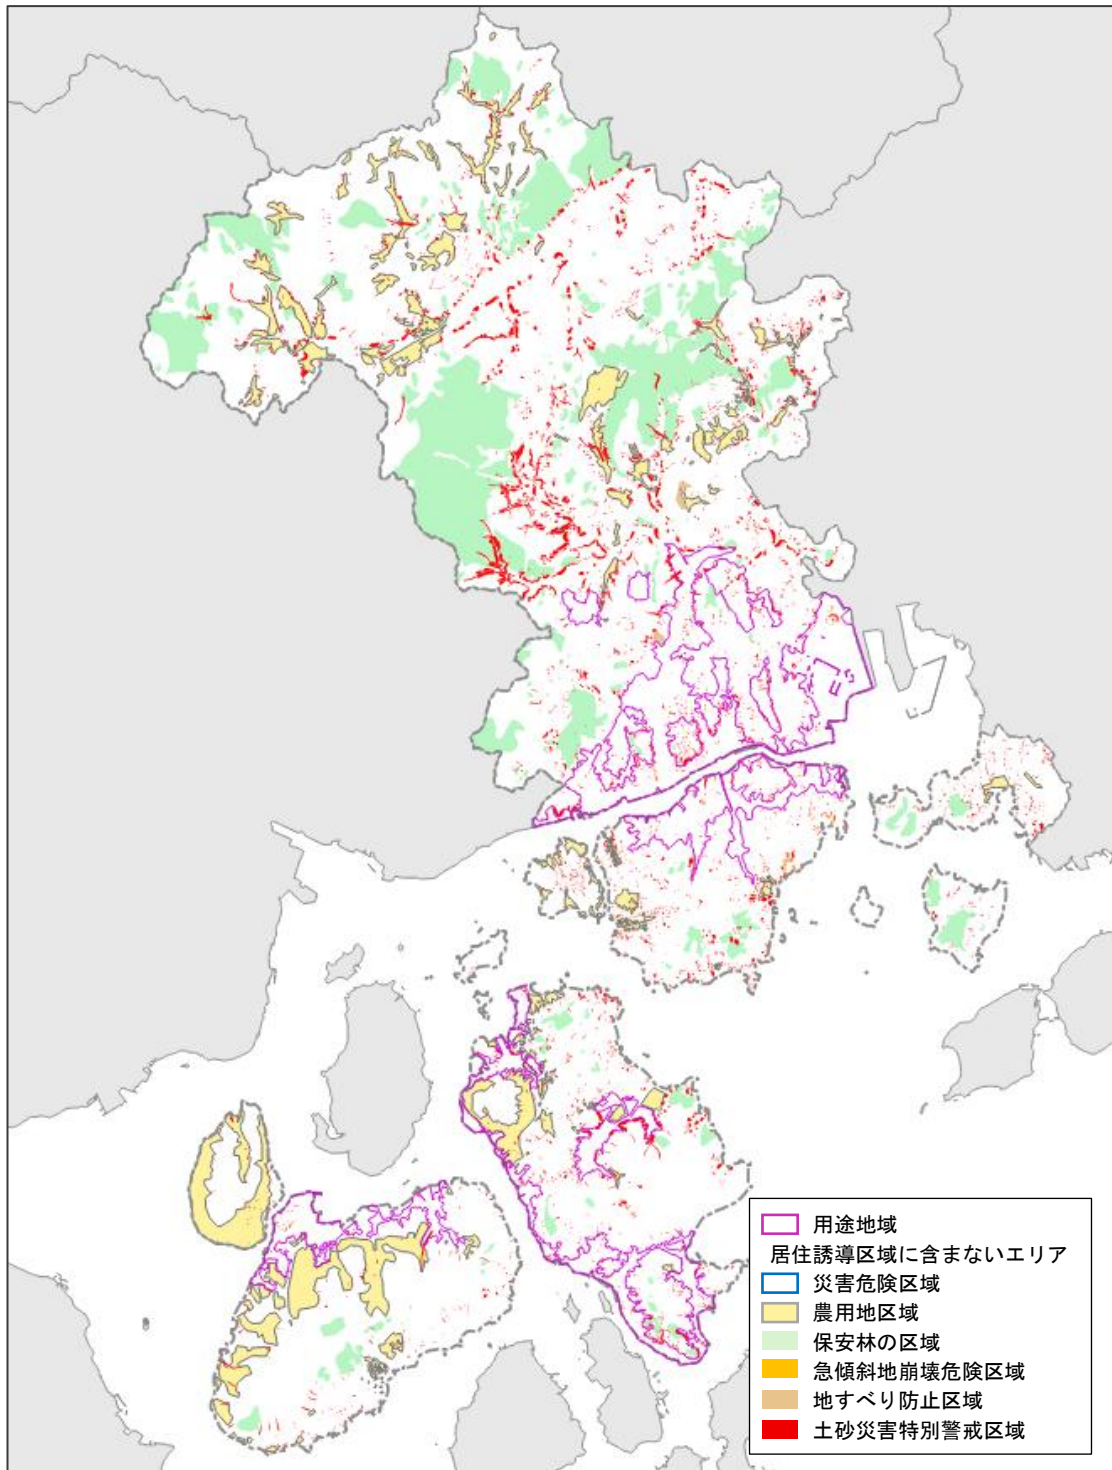 用途地域
居住誘導区域に含まないエリア
災害危険区域
農用地区域
保安林の区域
急傾斜地崩壊危険区域
地すべり防止区域
土砂災害特別警戒区域